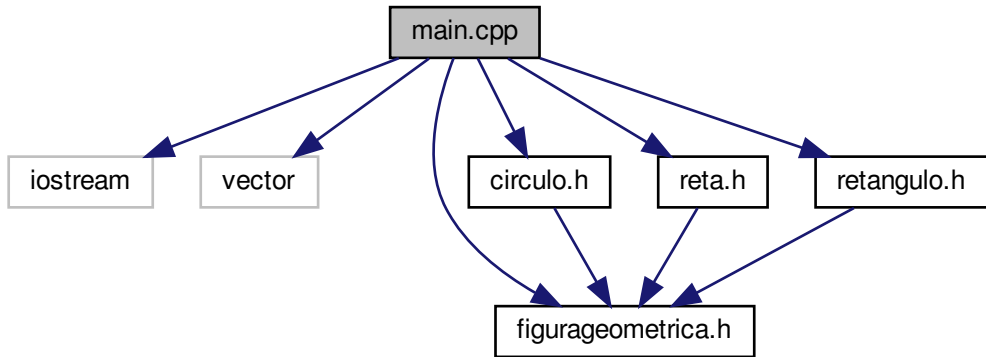 main.cpp
iostream
vector
circulo.h
reta.h
retangulo.h
figurageometrica.h